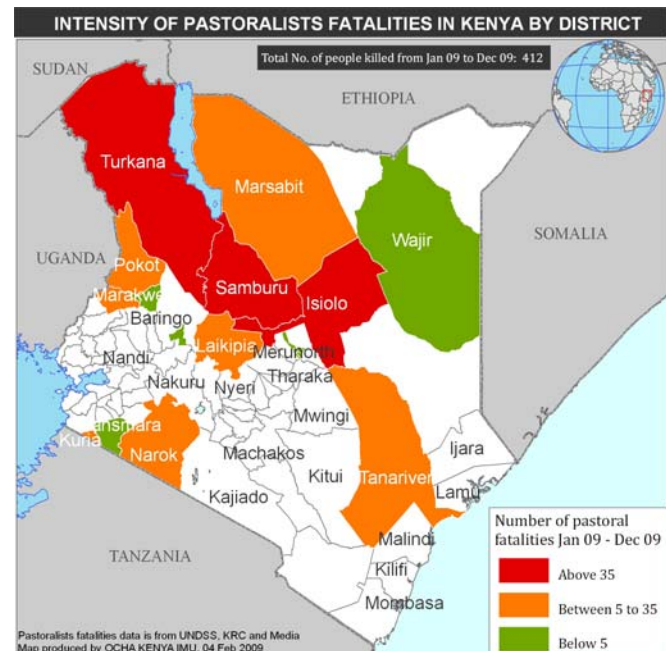 INTENSITY OF PASTORALISTS FATALITIES IN KENYA BY DISTRICT
Total No. of people killed from Jan 09 to Dec 09: 412
SUDAN
ETHIOPIA
Turkana
Marsabit
Wajir
SOMALIA
UGANDA
Pokot
Samburu
Isiolo
Marakwe
Baringo
Laikipia
Merunorth
Nandi
Tharaka
Nakuru
Nyeri
Mwingi
Ijara
ansmara
Kuria
Narok
Machakos
Kitui
Tanariver
Lamu
Kajiado
Malindi
TANZANIA
Kilifi
Mombasa
Number of pastoral
fatalities Jan 09 - Dec 09
Above 35
Between 5 to 35
Below 5
Pastoralists fatalities data is from UNDSS, KRC and Media
Map produced by OCHA KENYA IMU, 04 Feb 2009